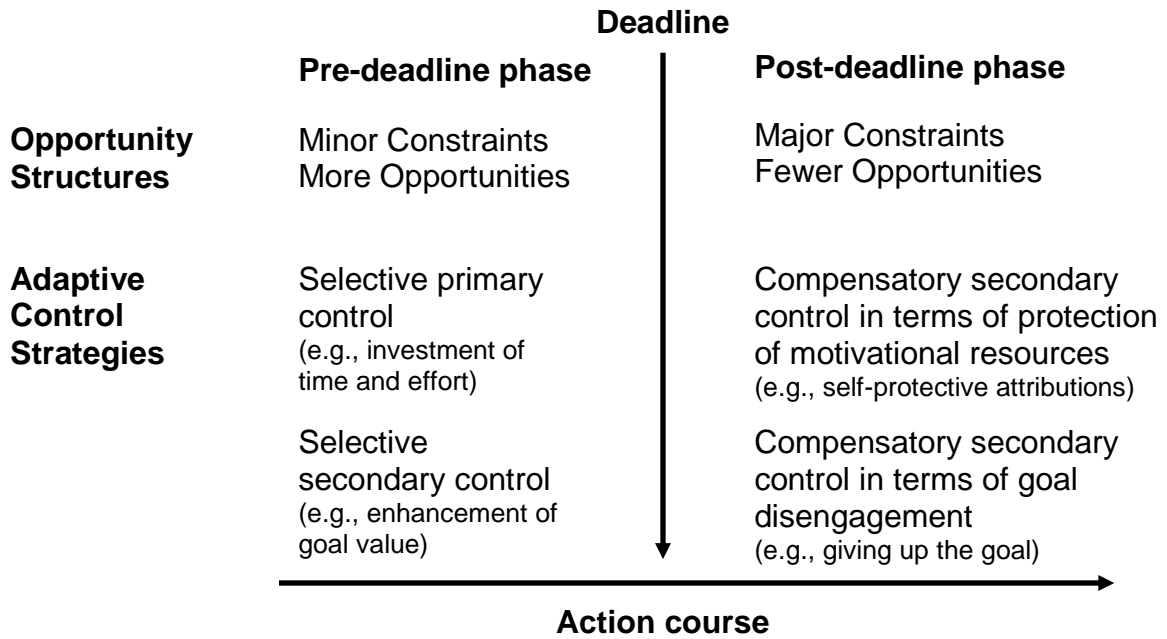 Deadline
Pre-deadline phase
Post-deadline phase
Opportunity
Structures
Minor Constraints
More Opportunities
Major Constraints
Fewer Opportunities
Adaptive
Control
Strategies
Selective primary
control
(e.g., investment of
time and effort)
Compensatory secondary
control in terms of protection
of motivational resources
(e.g., self-protective attributions)
Selective
secondary control
(e.g., enhancement of
goal value)
Compensatory secondary
control in terms of goal
disengagement
(e.g., giving up the goal)
Action course